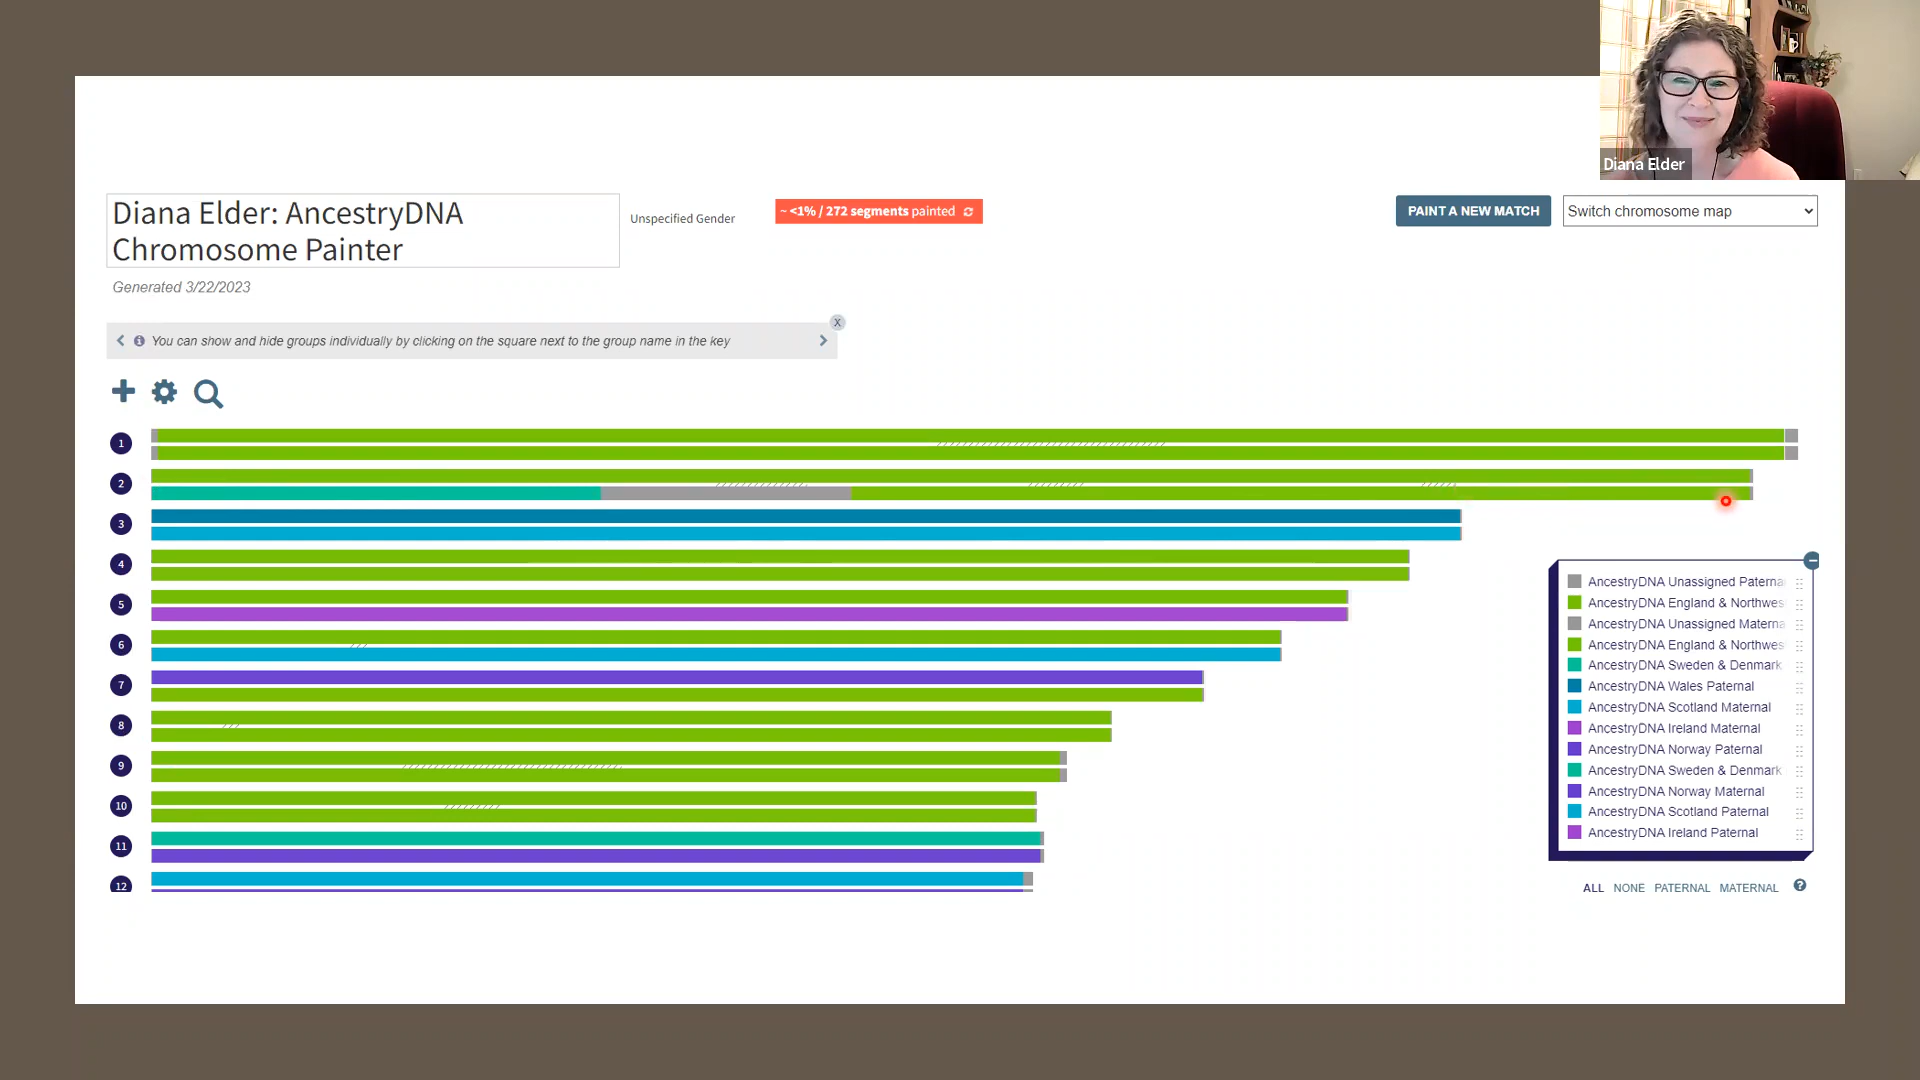 Diana Elder
Diana Elder: AncestryDNA
Chromosome Painter
Unspecified Gender
~ <1% / 272 segments painted
PAINT A NEW MATCH
Switch chromosome map
Generated 3/22/2023
X
You can show and hide groups individually by clicking on the square next to the group name in the key
1
2
3
4
5
6
7
8
9
10
11
12
AncestryDNA Unassigned Paterna
AncestryDNA England & Northwes
AncestryDNA Unassigned Materna
AncestryDNA England & Northwes
AncestryDNA Sweden & Denmark
AncestryDNA Wales Paternal
AncestryDNA Scotland Maternal
AncestryDNA Ireland Maternal
AncestryDNA Norway Paternal
AncestryDNA Sweden & Denmark
AncestryDNA Norway Maternal
AncestryDNA Scotland Paternal
AncestryDNA Ireland Paternal
ALL NONE PATERNAL MATERNAL ?